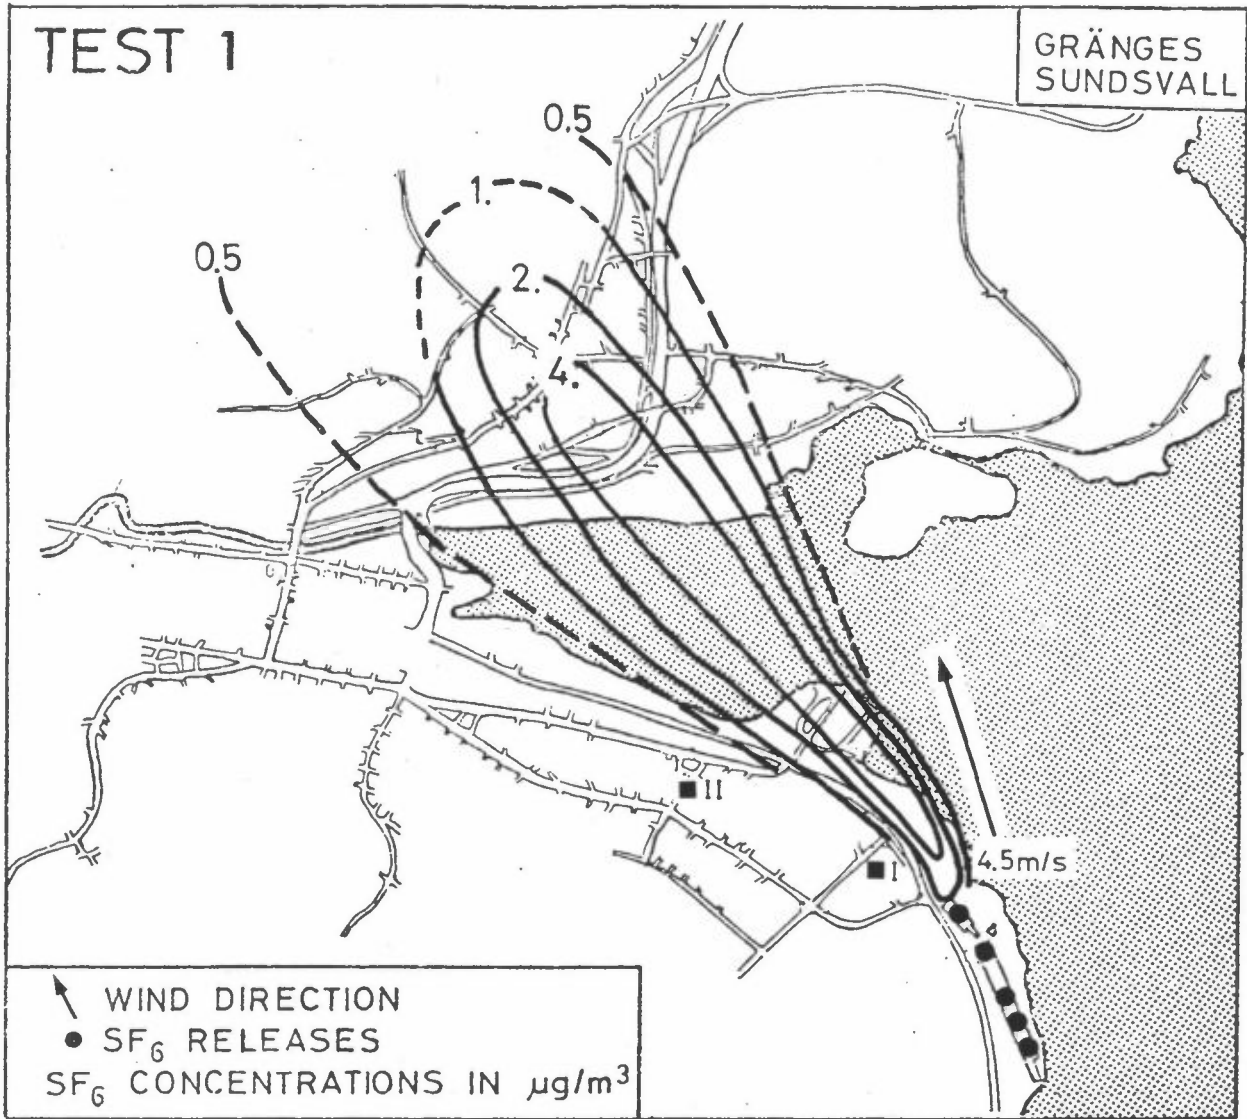 TEST 1
GRÄNGES
SUNDSVALL
0.5
1.
0.5
2.
4.
II
I
4.5m/s
WIND DIRECTION
SF₆ RELEASES
SF₆ CONCENTRATIONS IN µg/m³